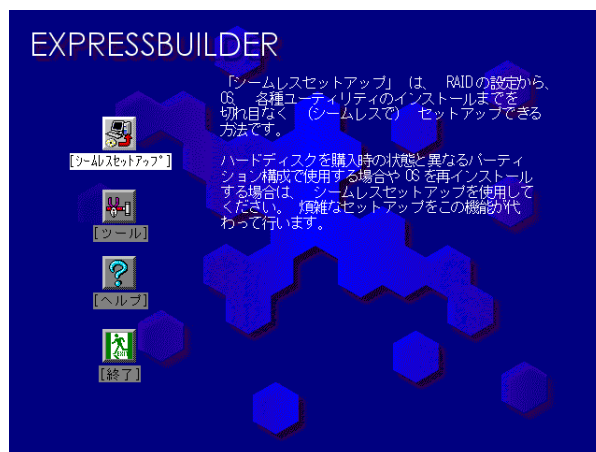 EXPRESSBUILDER
「シームレスセットアップ」 は、 RAIDの設定から、
OS、 各種ユーティリティのインストールまでを
切れ目なく (シームレスで) セットアップできる
方法です。
ハードディスクを購入時の状態と異なるパーティ
ション構成で使用する場合や OS を再インストール
する場合は、 シームレスセットアップを使用して
ください。 煩雑なセットアップをこの機能が代
わって行います。
[シームレスセットアップ]
[ツール]
[ヘルプ]
EXIT
[終了]